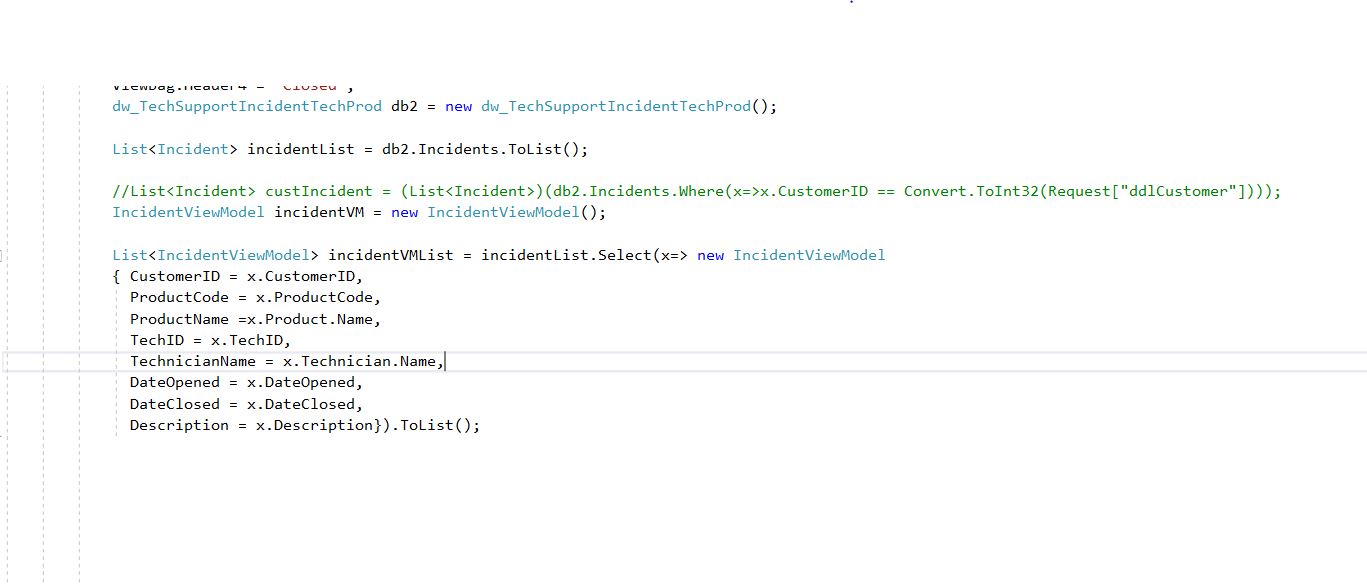 ViewBag.Header4 = "Closed";
dw_TechSupportIncidentTechProd db2 = new dw_TechSupportIncidentTechProd();
List<Incident> incidentList = db2.Incidents.ToList();
//List<Incident> custIncident = (List<Incident>)(db2.Incidents.Where(x=>x.CustomerID == Convert.ToInt32(Request["ddlCustomer"])));
IncidentViewModel incidentVM = new IncidentViewModel();
List<IncidentViewModel> incidentVMList = incidentList.Select(x=> new IncidentViewModel
{ CustomerID = x.CustomerID,
ProductCode = x.ProductCode,
ProductName =x.Product.Name,
TechID = x.TechID,
TechnicianName = x.Technician.Name,
DateOpened = x.DateOpened,
DateClosed = x.DateClosed,
Description = x.Description}).ToList();